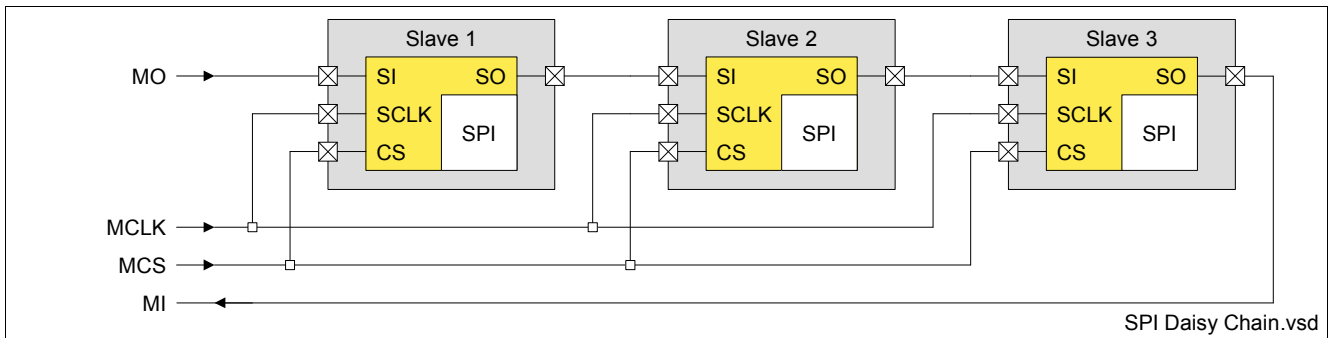 Slave 1 Slave 2 Slave 3
MO SI SO SI SO SI SO
SCLK SCLK SCLK
SPI SPI SPI
CS CS CS
MCLK
MCS
MI
SPI Daisy Chain.vsd